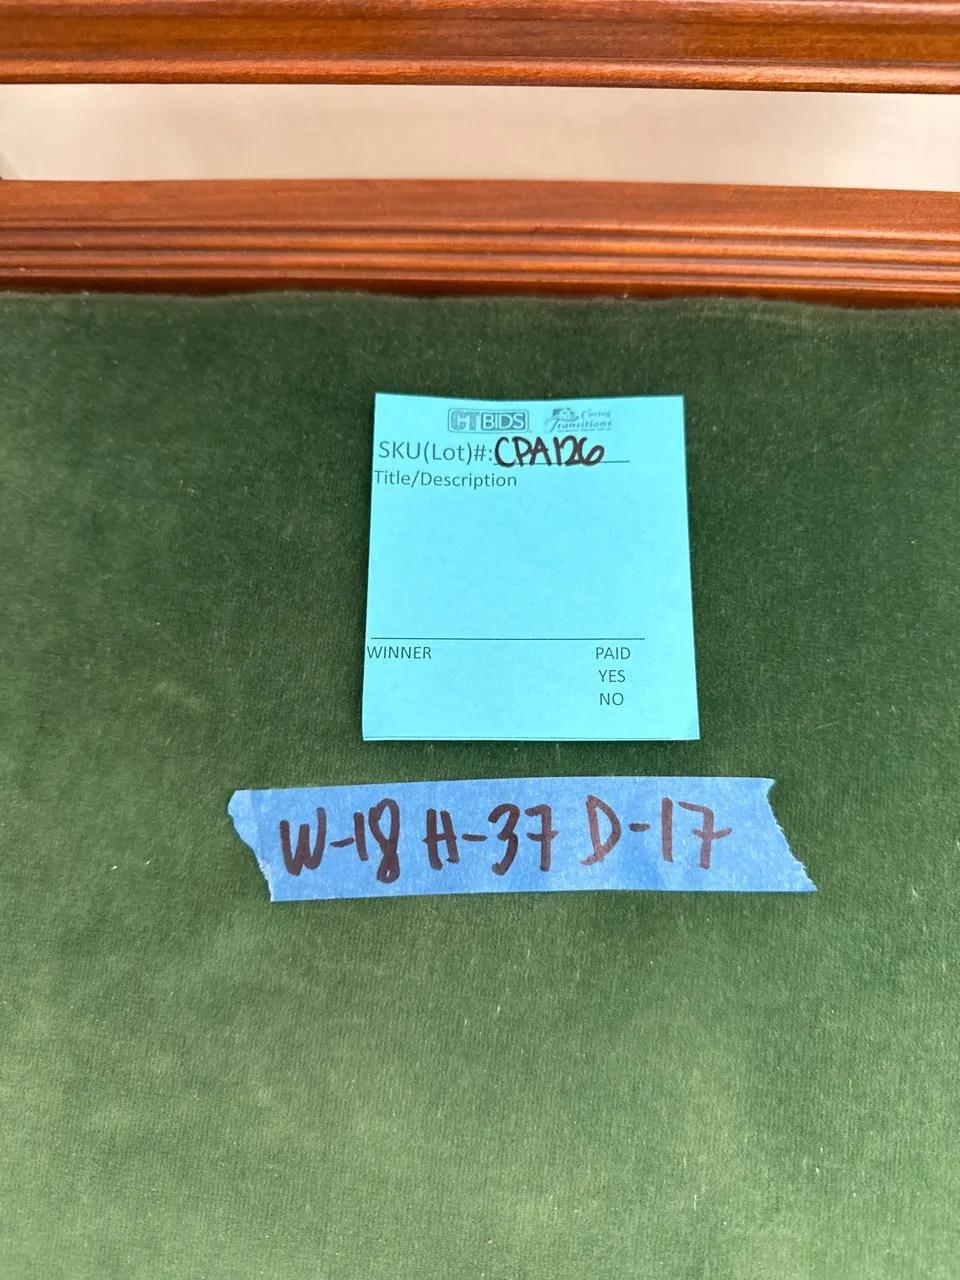 CTBIDS Caring Transitions
SKU(Lot)#: CPA126
Title/Description
WINNER PAID
YES
NO
W-18 H-37 D-17